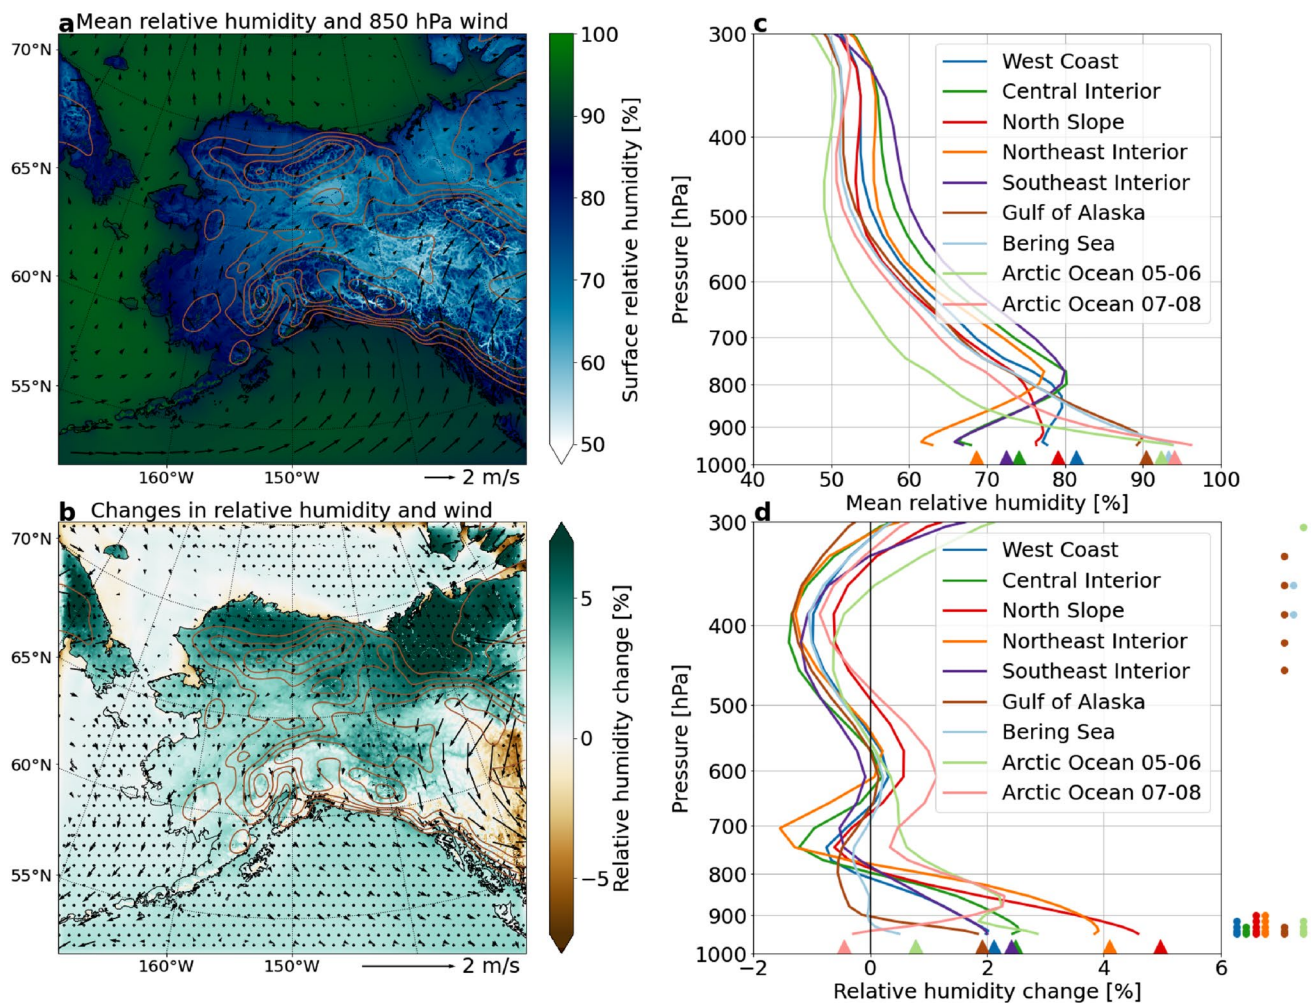 a Mean relative humidity and 850 hPa wind
70°N
65°N
60°N
55°N
160°W
150°W
2 m/s
100
90
80
70
60
50
Surface relative humidity [%]
c
300
400
500
600
700
800
900
1000
Pressure [hPa]
West Coast
Central Interior
North Slope
Northeast Interior
Southeast Interior
Gulf of Alaska
Bering Sea
Arctic Ocean 05-06
Arctic Ocean 07-08
40
50
60
70
80
90
100
Mean relative humidity [%]
b Changes in relative humidity and wind
70°N
65°N
60°N
55°N
160°W
150°W
2 m/s
5
0
−5
Relative humidity change [%]
d
300
400
500
600
700
800
900
1000
Pressure [hPa]
West Coast
Central Interior
North Slope
Northeast Interior
Southeast Interior
Gulf of Alaska
Bering Sea
Arctic Ocean 05-06
Arctic Ocean 07-08
−2
0
2
4
6
Relative humidity change [%]